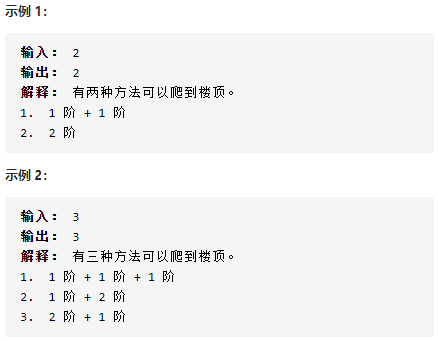 示例 1：
输入： 2
输出： 2
解释： 有两种方法可以爬到楼顶。
1. 1 阶 + 1 阶
2. 2 阶
示例 2：
输入： 3
输出： 3
解释： 有三种方法可以爬到楼顶。
1. 1 阶 + 1 阶 + 1 阶
2. 1 阶 + 2 阶
3. 2 阶 + 1 阶